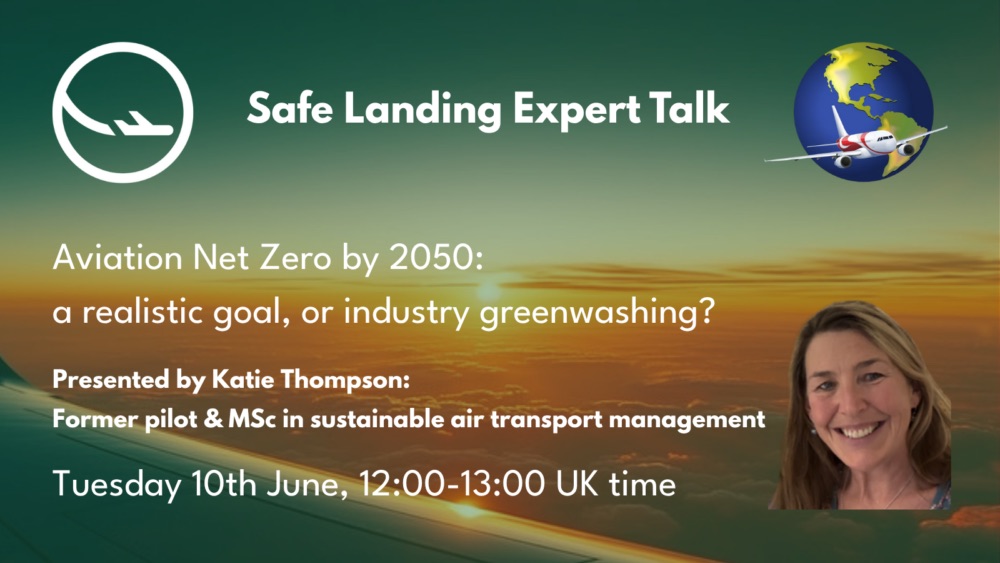 Safe Landing Expert Talk
Aviation Net Zero by 2050:
a realistic goal, or industry greenwashing?
Presented by Katie Thompson:
Former pilot & MSc in sustainable air transport management
Tuesday 10th June, 12:00-13:00 UK time